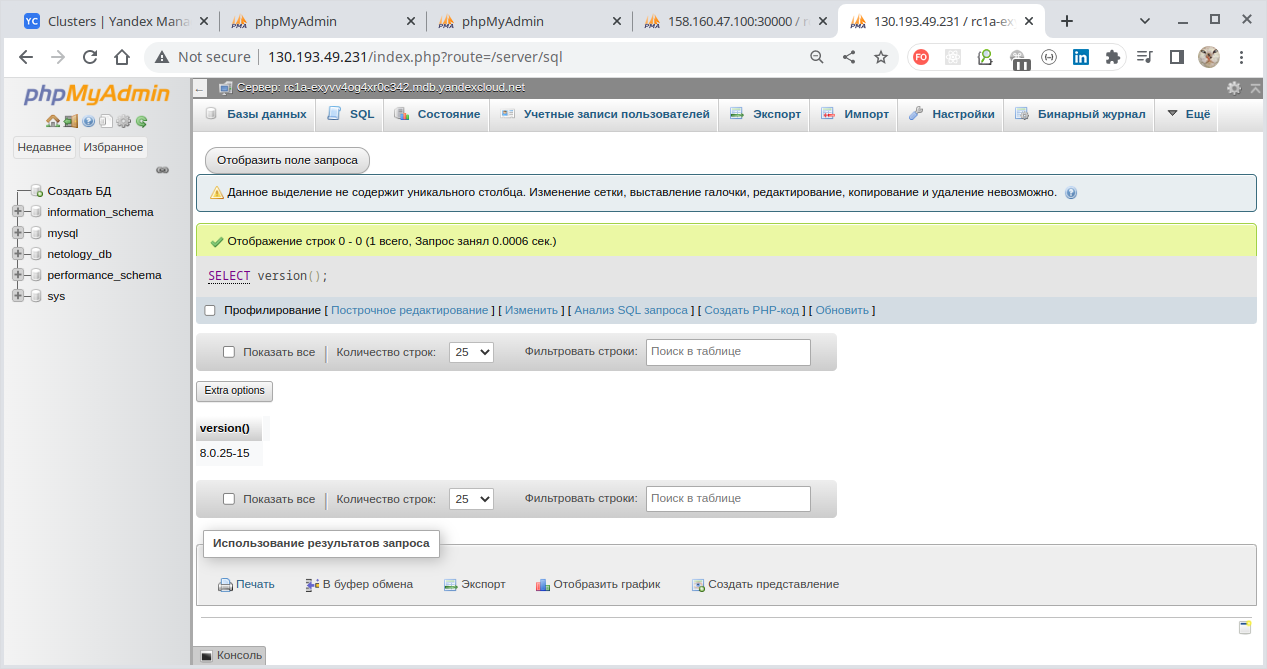 Clusters | Yandex Mana
phpMyAdmin
phpMyAdmin
158.160.47.100:30000 / r
130.193.49.231 / rc1a-ex
Not secure
130.193.49.231/index.php?route=/server/sql
phpMyAdmin
Недавнее Избранное
Создать БД
information_schema
mysql
netology_db
performance_schema
sys
Сервер: rc1a-exyvv4og4xr0c342.mdb.yandexcloud.net
Базы данных SQL Состояние Учетные записи пользователей Экспорт Импорт Настройки Бинарный журнал Ещё
Отобразить поле запроса
Данное выделение не содержит уникального столбца. Изменение сетки, выставление галочки, редактирование, копирование и удаление невозможно.
Отображение строк 0 - 0 (1 всего, Запрос занял 0.0006 сек.)
SELECT version();
Профилирование [ Построчное редактирование ] [ Изменить ] [ Анализ SQL запроса ] [ Создать PHP-код ] [ Обновить ]
Показать все Количество строк: 25 Фильтровать строки: Поиск в таблице
Extra options
version()
8.0.25-15
Показать все Количество строк: 25 Фильтровать строки: Поиск в таблице
Использование результатов запроса
Печать В буфер обмена Экспорт Отобразить график Создать представление
Консоль